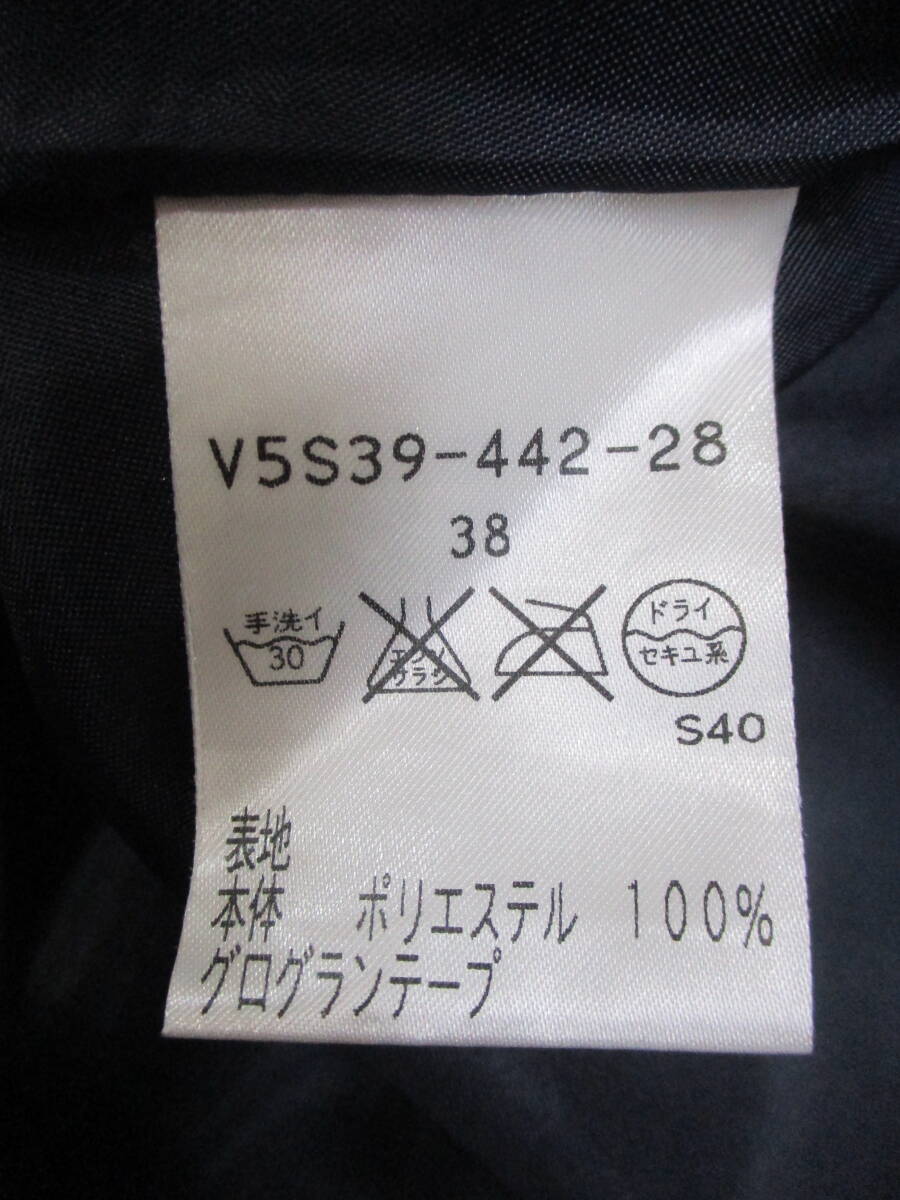 V5S39-442-28
38
手洗イ
30
エンソ
サラシ
ドライ
セキユ系
S40
表地
本体 ポリエステル 100%
グログランテープ